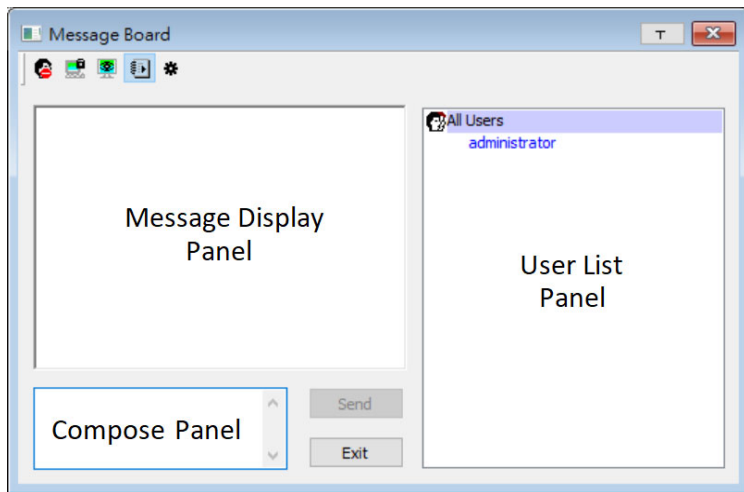 Message Board
All Users
administrator
Message Display
Panel
User List
Panel
Compose Panel
Send
Exit